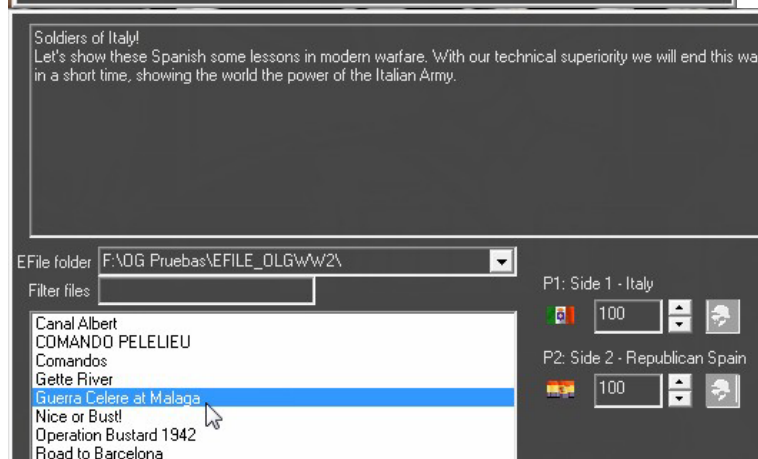 Soldiers of Italy!
Let's show these Spanish some lessons in modern warfare. With our technical superiority we will end this wa
in a short time, showing the world the power of the Italian Army.
EFile folder F:\OG Pruebas\EFILE_OLGWW2\
Filter files
P1: Side 1 - Italy
100
Canal Albert
COMANDO PELELIEU
Comandos
Gette River
Guerra Celere at Malaga
Nice or Bust!
Operation Bustard 1942
Road to Barcelona
P2: Side 2 - Republican Spain
100